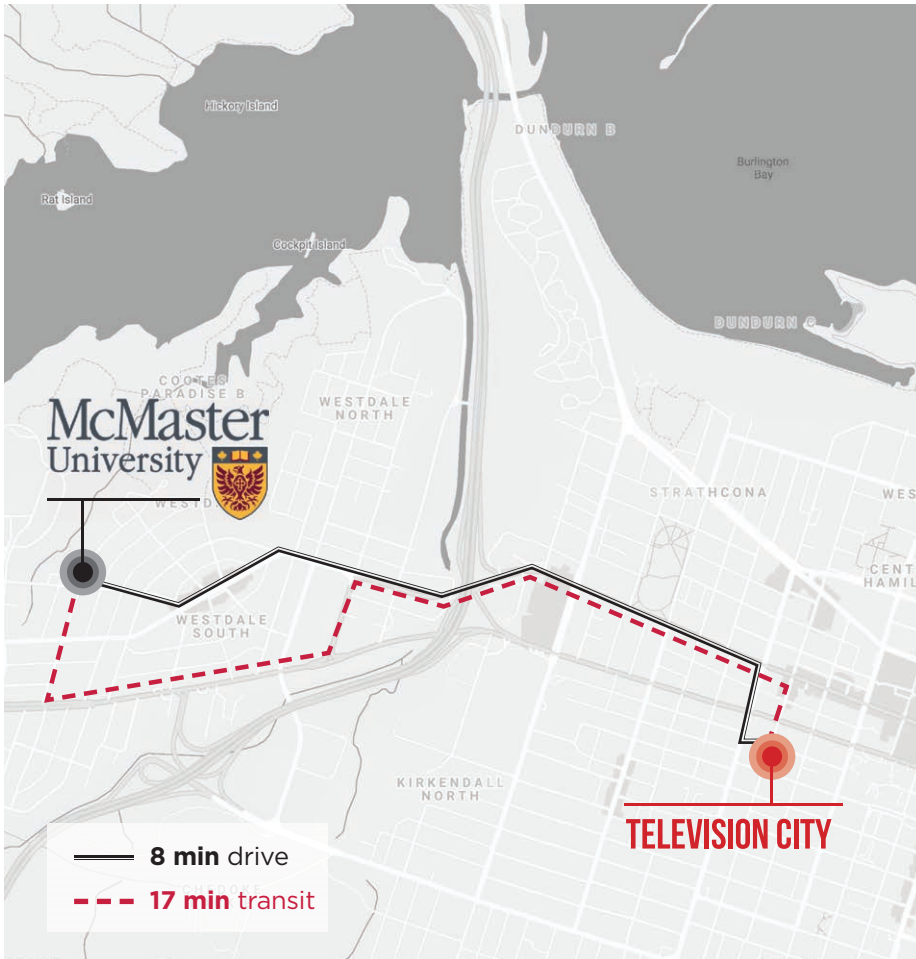 Hickory Island
DUNDURN B
Burlington
Bay
Rat Island
Cockpit Island
DUNDURN C
COOTES
PARADISE B
WESTDALE
NORTH
McMaster
University
STRATHCONA
WES
WESTD
CENT
HAMIL
WESTDALE
SOUTH
KIRKENDALL
NORTH
TELEVISION CITY
8 min drive
17 min transit